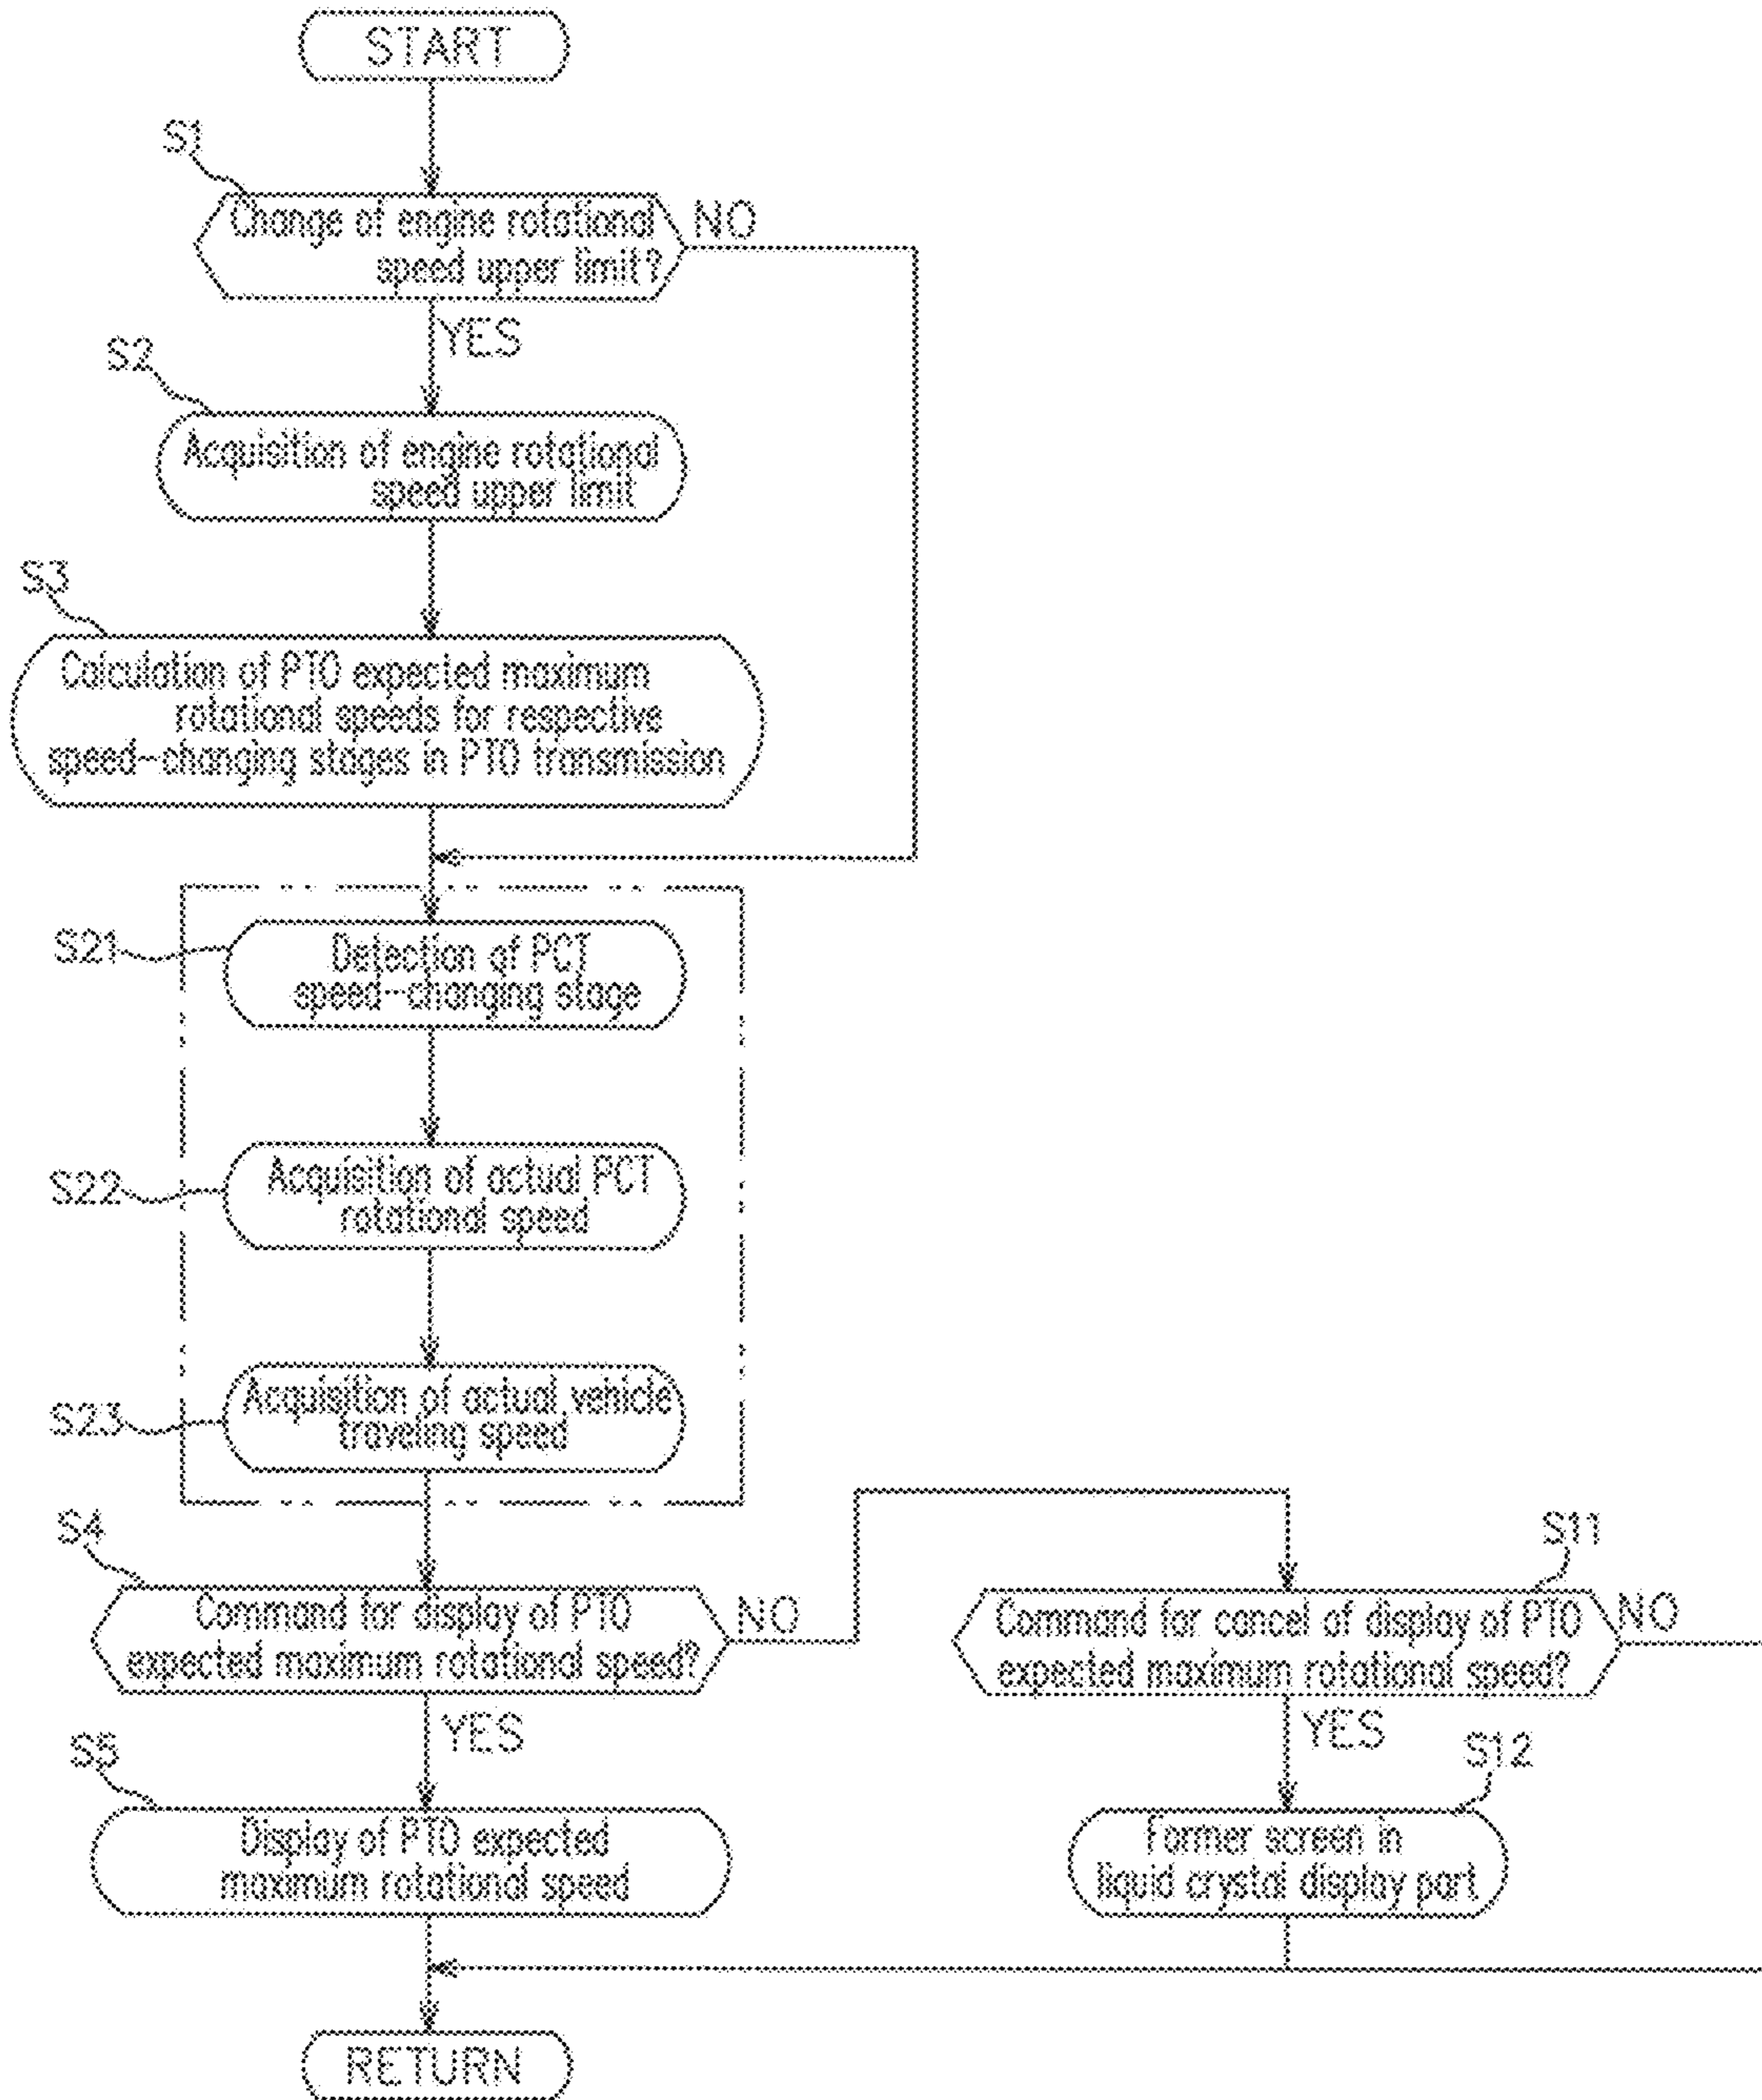 START
S1
Change of engine rotational
speed upper limit?
NO
YES
S2
Acquisition of engine rotational
speed upper limit
S3
Calculation of PTO expected maximum
rotational speeds for respective
speed-changing stages in PTO transmission
S21
Detection of PCT
speed-changing stage
S22
Acquisition of actual PCT
rotational speed
S23
Acquisition of actual vehicle
traveling speed
S4
Command for display of PTO
expected maximum rotational speed?
NO
YES
S11
Command for cancel of display of PTO
expected maximum rotational speed?
NO
YES
S5
Display of PTO expected
maximum rotational speed
S12
Former screen in
liquid crystal display part
RETURN